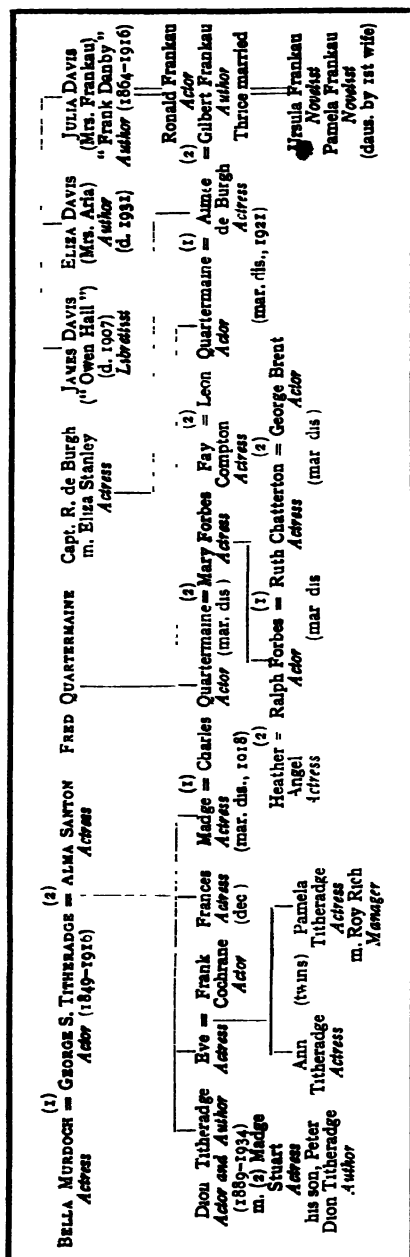 BELLA MURDOCH = GEORGE S. TITHERADGE = ALMA SANTON FRED QUARTERMAINE Capt. R. de Burgh JAMES DAVIS ELIZA DAVIS JULIA DAVIS
(1) (2)
Actress Actor (1849-1916) Actress
m. Eliza Stanley ("Owen Hall") (Mrs. Aria) (Mrs. Frankau)
Actress (d. 1907) Author "Frank Danby"
Librettist (d. 1931) Author (1864-1916)
Dion Titheradge Eve = Frank Frances Madge = Charles Quartermaine = Mary Forbes Fay = Leon Quartermaine = Aimée = Gilbert Frankau Ronald Frankau
(1) (2) (2) (1) (2)
Actor and Author Actress Cochrane Actress Actress Actor (mar. dis) Actress Compton Actor de Burgh Author Actor
(1889-1934) Actor (dec) (mar. dis., 1918) Actress (mar. dis., 1921) Actress Thrice married
m. (2) Madge
Stuart
Actress
his son, Peter
Dion Titheradge
Author
Ann (twins) Pamela
Titheradge Titheradge
Actress Actress
m. Roy Rich
Manager
Heather = Ralph Forbes = Ruth Chatterton = George Brent
(2) (1) (2)
Angel Actor Actress Actor
Actress (mar dis (mar dis)
Ursula Frankau
Novelist
Pamela Frankau
Novelist
(daus. by 1st wife)